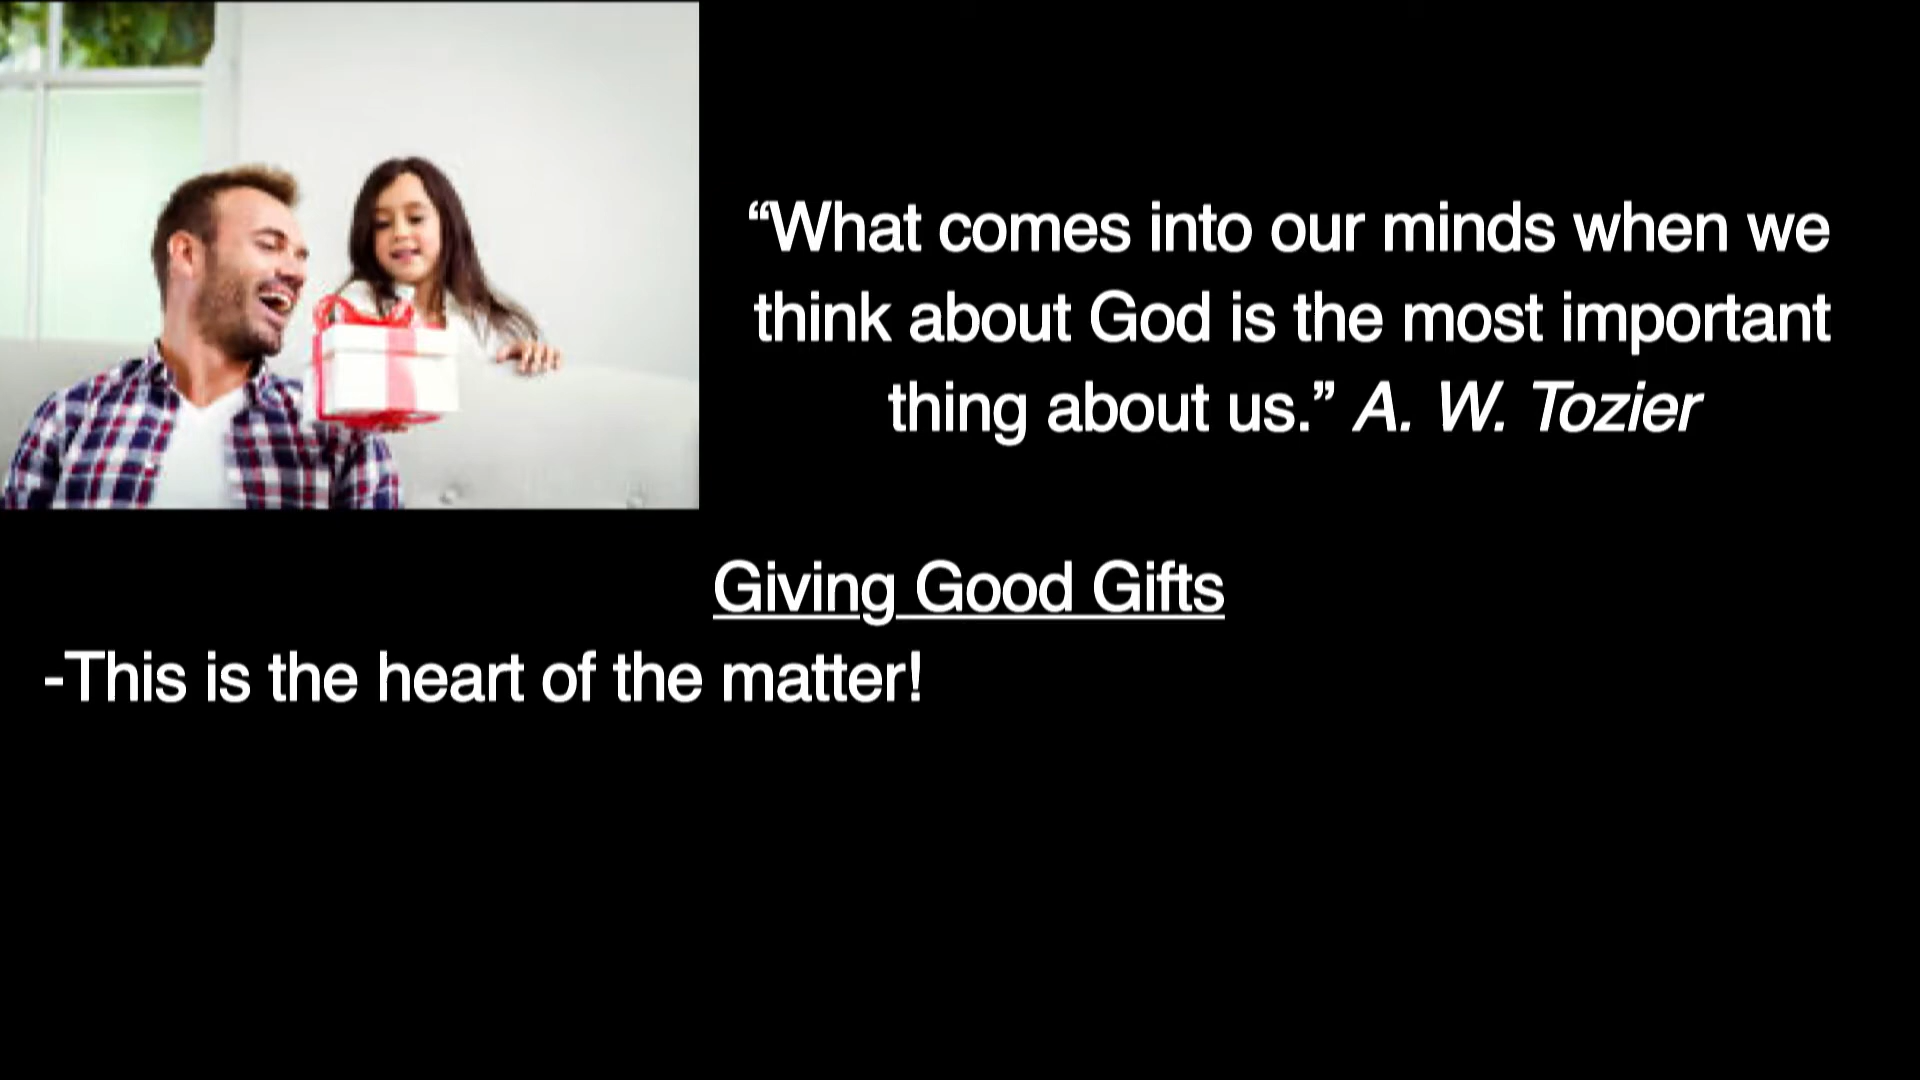 “What comes into our minds when we
think about God is the most important
thing about us.” A. W. Tozier
Giving Good Gifts
-This is the heart of the matter!